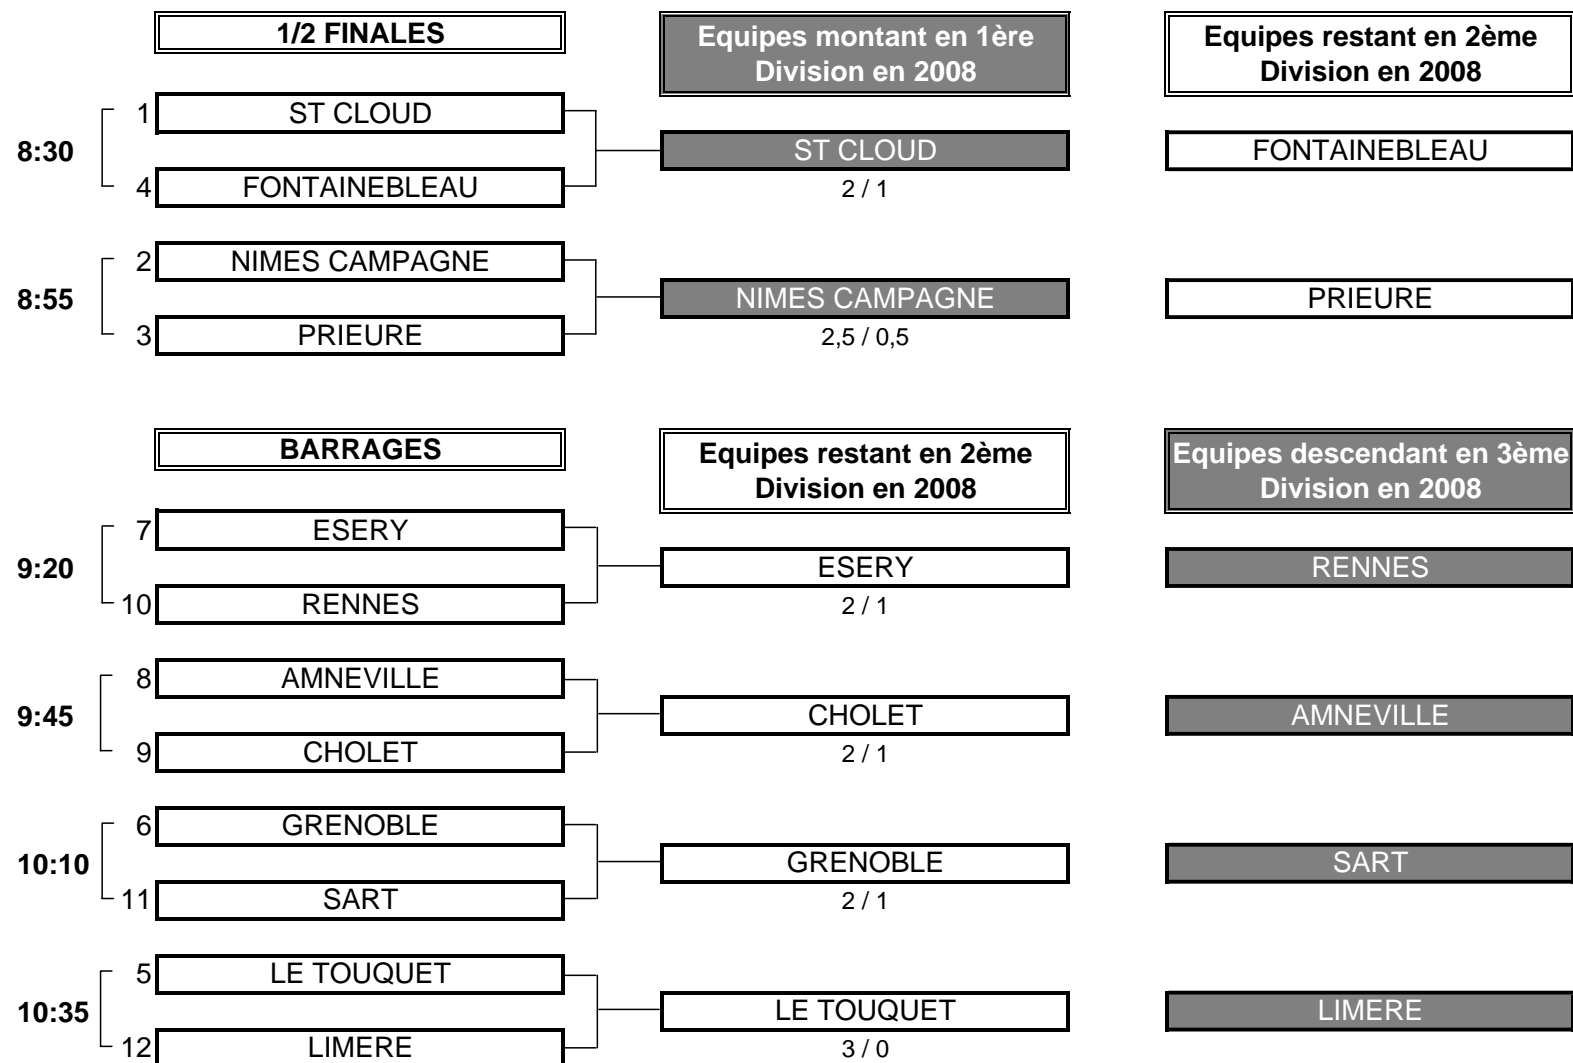 1/2 FINALES
Equipes montant en 1ère
Division en 2008
Equipes restant en 2ème
Division en 2008
8:30
1 ST CLOUD
4 FONTAINEBLEAU
ST CLOUD
2 / 1
FONTAINEBLEAU
8:55
2 NIMES CAMPAGNE
3 PRIEURE
NIMES CAMPAGNE
2,5 / 0,5
PRIEURE
BARRAGES
Equipes restant en 2ème
Division en 2008
Equipes descendant en 3ème
Division en 2008
9:20
7 ESERY
10 RENNES
ESERY
2 / 1
RENNES
9:45
8 AMNEVILLE
9 CHOLET
CHOLET
2 / 1
AMNEVILLE
10:10
6 GRENOBLE
11 SART
GRENOBLE
2 / 1
SART
10:35
5 LE TOUQUET
12 LIMERE
LE TOUQUET
3 / 0
LIMERE